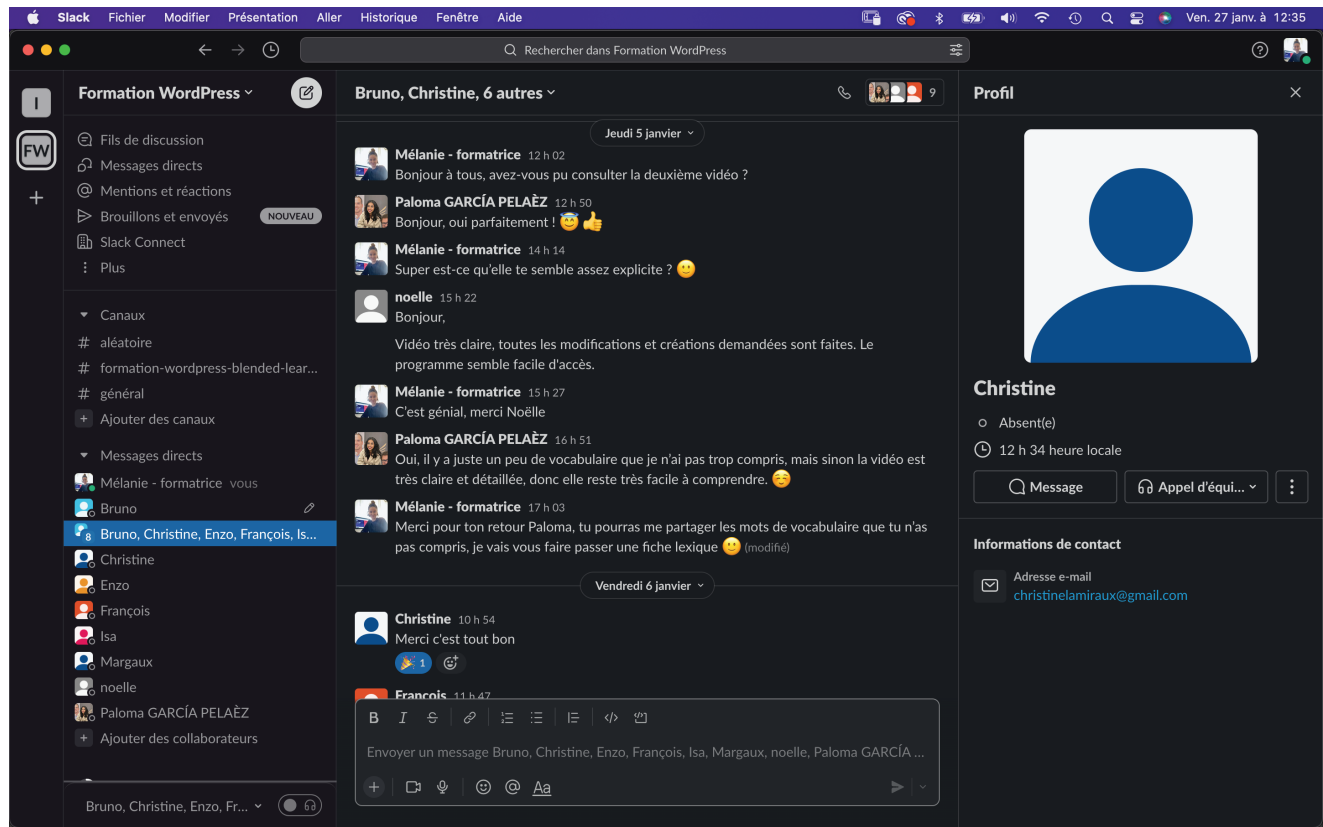 Slack Fichier Modifier Présentation Aller Historique Fenêtre Aide
Ven. 27 janv. à 12:35
Rechercher dans Formation WordPress
I
FW
Formation WordPress
Fils de discussion
Messages directs
Mentions et réactions
Brouillons et envoyés NOUVEAU
Slack Connect
Plus
Canaux
# aléatoire
# formation-wordpress-blended-lear...
# général
+ Ajouter des canaux
Messages directs
Mélanie - formatrice vous
Bruno
8 Bruno, Christine, Enzo, François, Is...
Christine
Enzo
François
Isa
Margaux
noelle
Paloma GARCÍA PELAÈZ
+ Ajouter des collaborateurs
Bruno, Christine, Enzo, Fr...
Bruno, Christine, 6 autres
9
Jeudi 5 janvier
Mélanie - formatrice 12 h 02
Bonjour à tous, avez-vous pu consulter la deuxième vidéo ?
Paloma GARCÍA PELAÈZ 12 h 50
Bonjour, oui parfaitement ! 😇👍
Mélanie - formatrice 14 h 14
Super est-ce qu'elle te semble assez explicite ? 🙂
noelle 15 h 22
Bonjour,
Vidéo très claire, toutes les modifications et créations demandées sont faites. Le
programme semble facile d'accès.
Mélanie - formatrice 15 h 27
C'est génial, merci Noëlle
Paloma GARCÍA PELAÈZ 16 h 51
Oui, il y a juste un peu de vocabulaire que je n'ai pas trop compris, mais sinon la vidéo est
très claire et détaillée, donc elle reste très facile à comprendre. ☺️
Mélanie - formatrice 17 h 03
Merci pour ton retour Paloma, tu pourras me partager les mots de vocabulaire que tu n'as
pas compris, je vais vous faire passer une fiche lexique 🙂 (modifié)
Vendredi 6 janvier
Christine 10 h 54
Merci c'est tout bon
🎉 1
François 11 h 47
B I S
Envoyer un message Bruno, Christine, Enzo, François, Isa, Margaux, noelle, Paloma GARCÍA ...
+ @ Aa
Profil
Christine
Absent(e)
12 h 34 heure locale
Message
Appel d'équi...
Informations de contact
Adresse e-mail
christinelamiraux@gmail.com